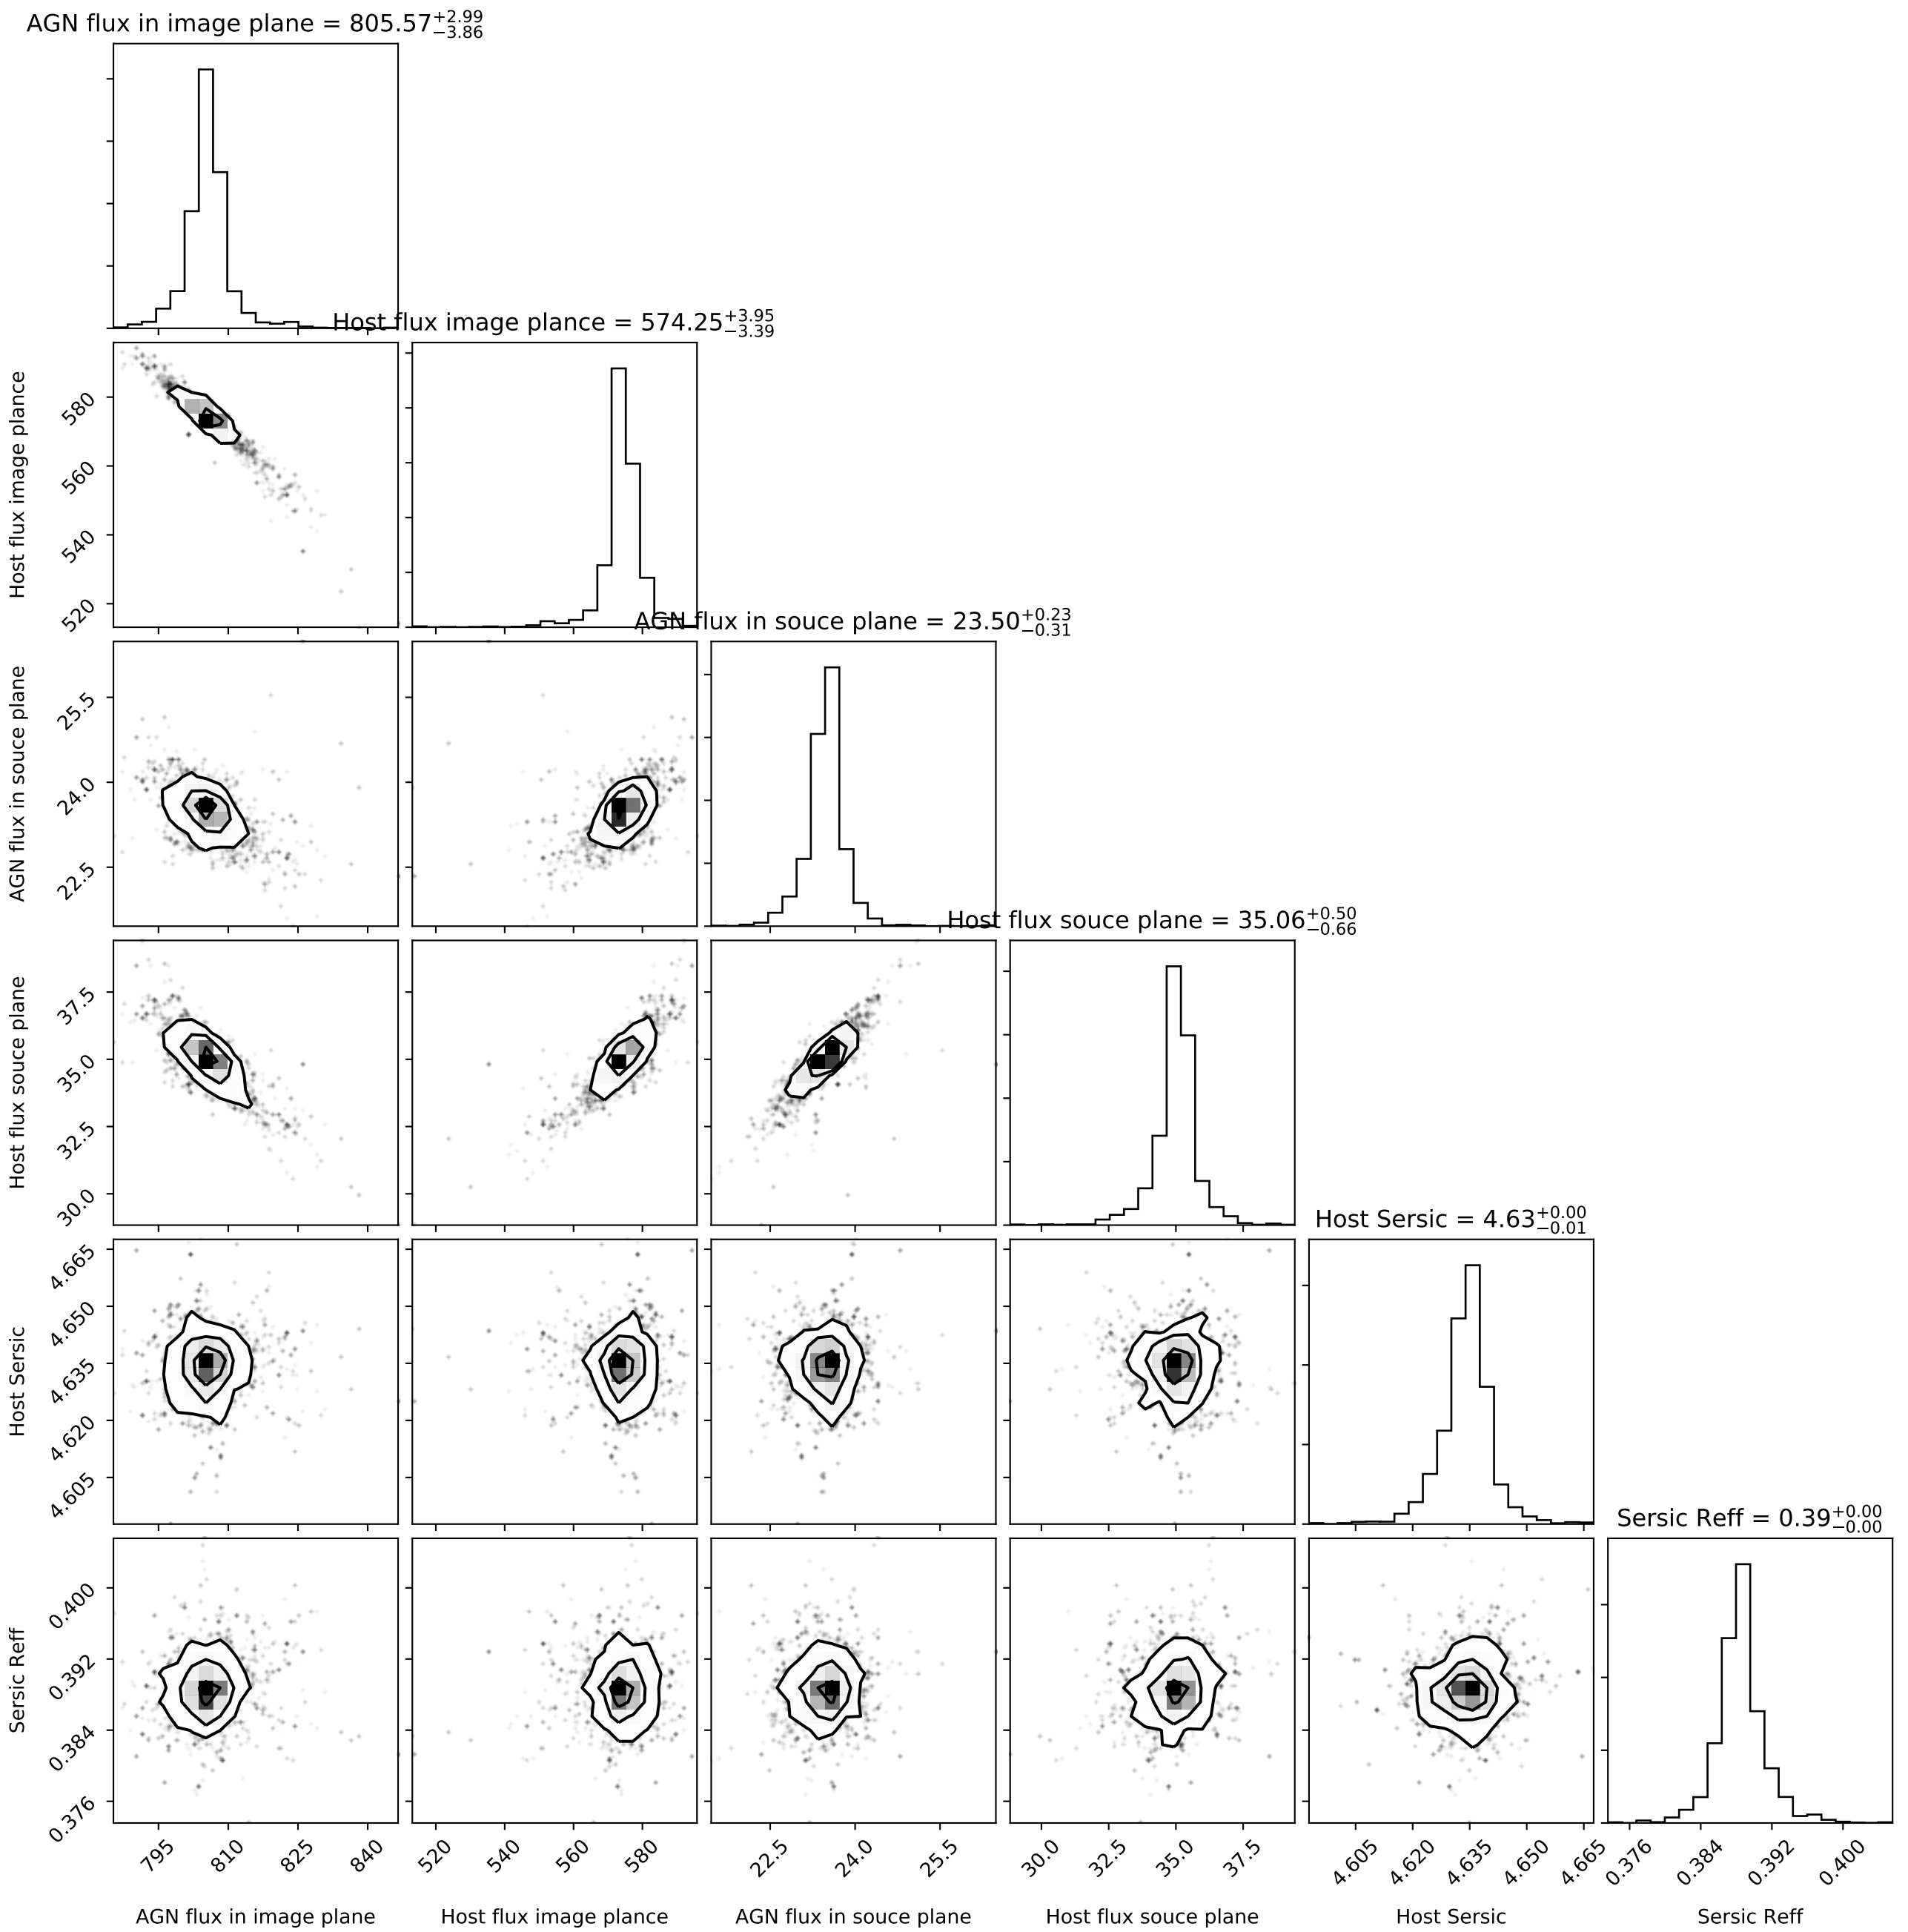 AGN flux in image plane = 805.57 +2.99 −3.86
Host flux image plance = 574.25 +3.95 −3.39
Host flux image plance
580
560
540
520
AGN flux in souce plane = 23.50 +0.23 −0.31
AGN flux in souce plane
25.5
24.0
22.5
Host flux souce plane = 35.06 +0.50 −0.66
Host flux souce plane
37.5
35.0
32.5
30.0
Host Sersic = 4.63 +0.00 −0.01
Host Sersic
4.665
4.650
4.635
4.620
4.605
Sersic Reff = 0.39 +0.00 −0.00
Sersic Reff
0.400
0.392
0.384
0.376
795 810 825 840 520 540 560 580 22.5 24.0 25.5 30.0 32.5 35.0 37.5 4.605 4.620 4.635 4.650 4.665 0.376 0.384 0.392 0.400
AGN flux in image plane Host flux image plance AGN flux in souce plane Host flux souce plane Host Sersic Sersic Reff